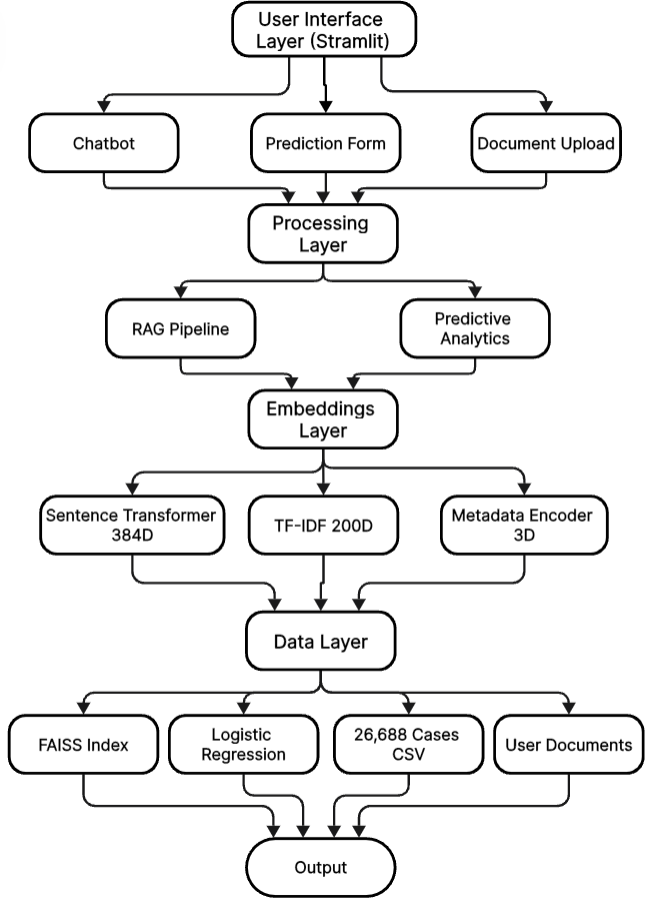 User Interface
Layer (Stramlit)
Chatbot
Prediction Form
Document Upload
Processing
Layer
RAG Pipeline
Predictive
Analytics
Embeddings
Layer
Sentence Transformer
384D
TF-IDF 200D
Metadata Encoder
3D
Data Layer
FAISS Index
Logistic
Regression
26,688 Cases
CSV
User Documents
Output